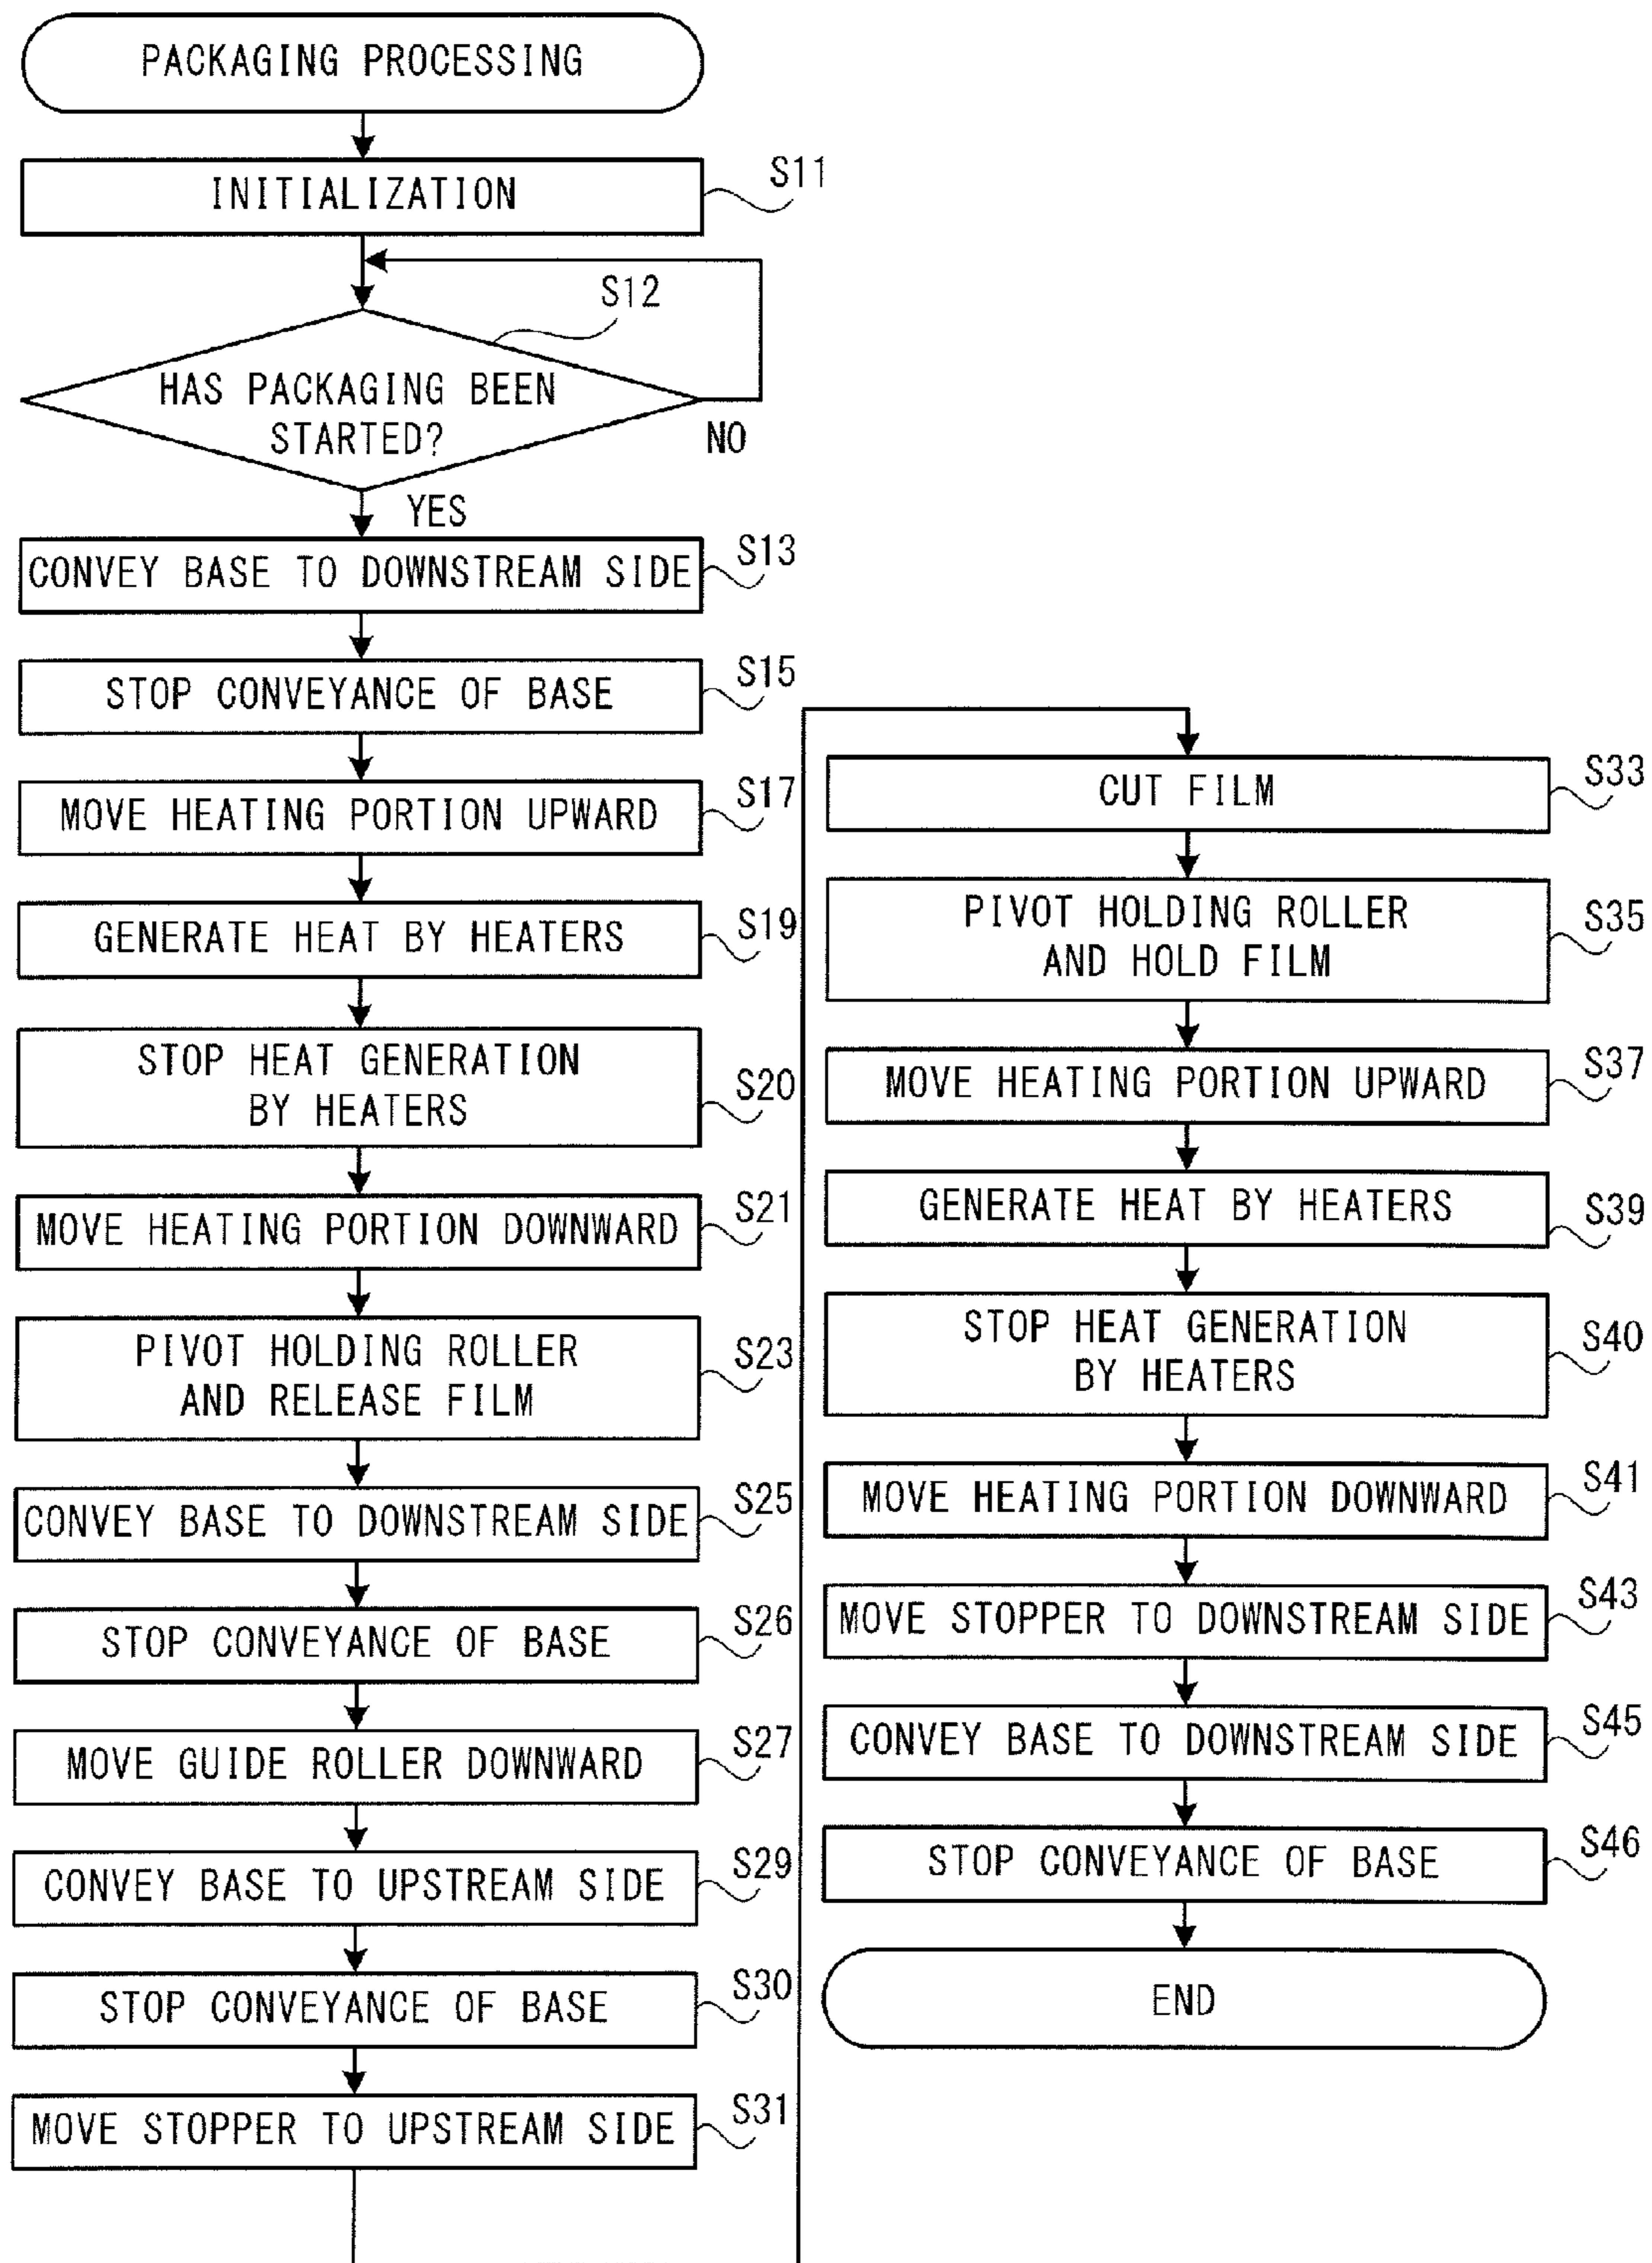 PACKAGING PROCESSING
INITIALIZATION
S11
S12
HAS PACKAGING BEEN
STARTED?
NO
YES
CONVEY BASE TO DOWNSTREAM SIDE
S13
STOP CONVEYANCE OF BASE
S15
MOVE HEATING PORTION UPWARD
S17
GENERATE HEAT BY HEATERS
S19
STOP HEAT GENERATION
BY HEATERS
S20
MOVE HEATING PORTION DOWNWARD
S21
PIVOT HOLDING ROLLER
AND RELEASE FILM
S23
CONVEY BASE TO DOWNSTREAM SIDE
S25
STOP CONVEYANCE OF BASE
S26
MOVE GUIDE ROLLER DOWNWARD
S27
CONVEY BASE TO UPSTREAM SIDE
S29
STOP CONVEYANCE OF BASE
S30
MOVE STOPPER TO UPSTREAM SIDE
S31
CUT FILM
S33
PIVOT HOLDING ROLLER
AND HOLD FILM
S35
MOVE HEATING PORTION UPWARD
S37
GENERATE HEAT BY HEATERS
S39
STOP HEAT GENERATION
BY HEATERS
S40
MOVE HEATING PORTION DOWNWARD
S41
MOVE STOPPER TO DOWNSTREAM SIDE
S43
CONVEY BASE TO DOWNSTREAM SIDE
S45
STOP CONVEYANCE OF BASE
S46
END